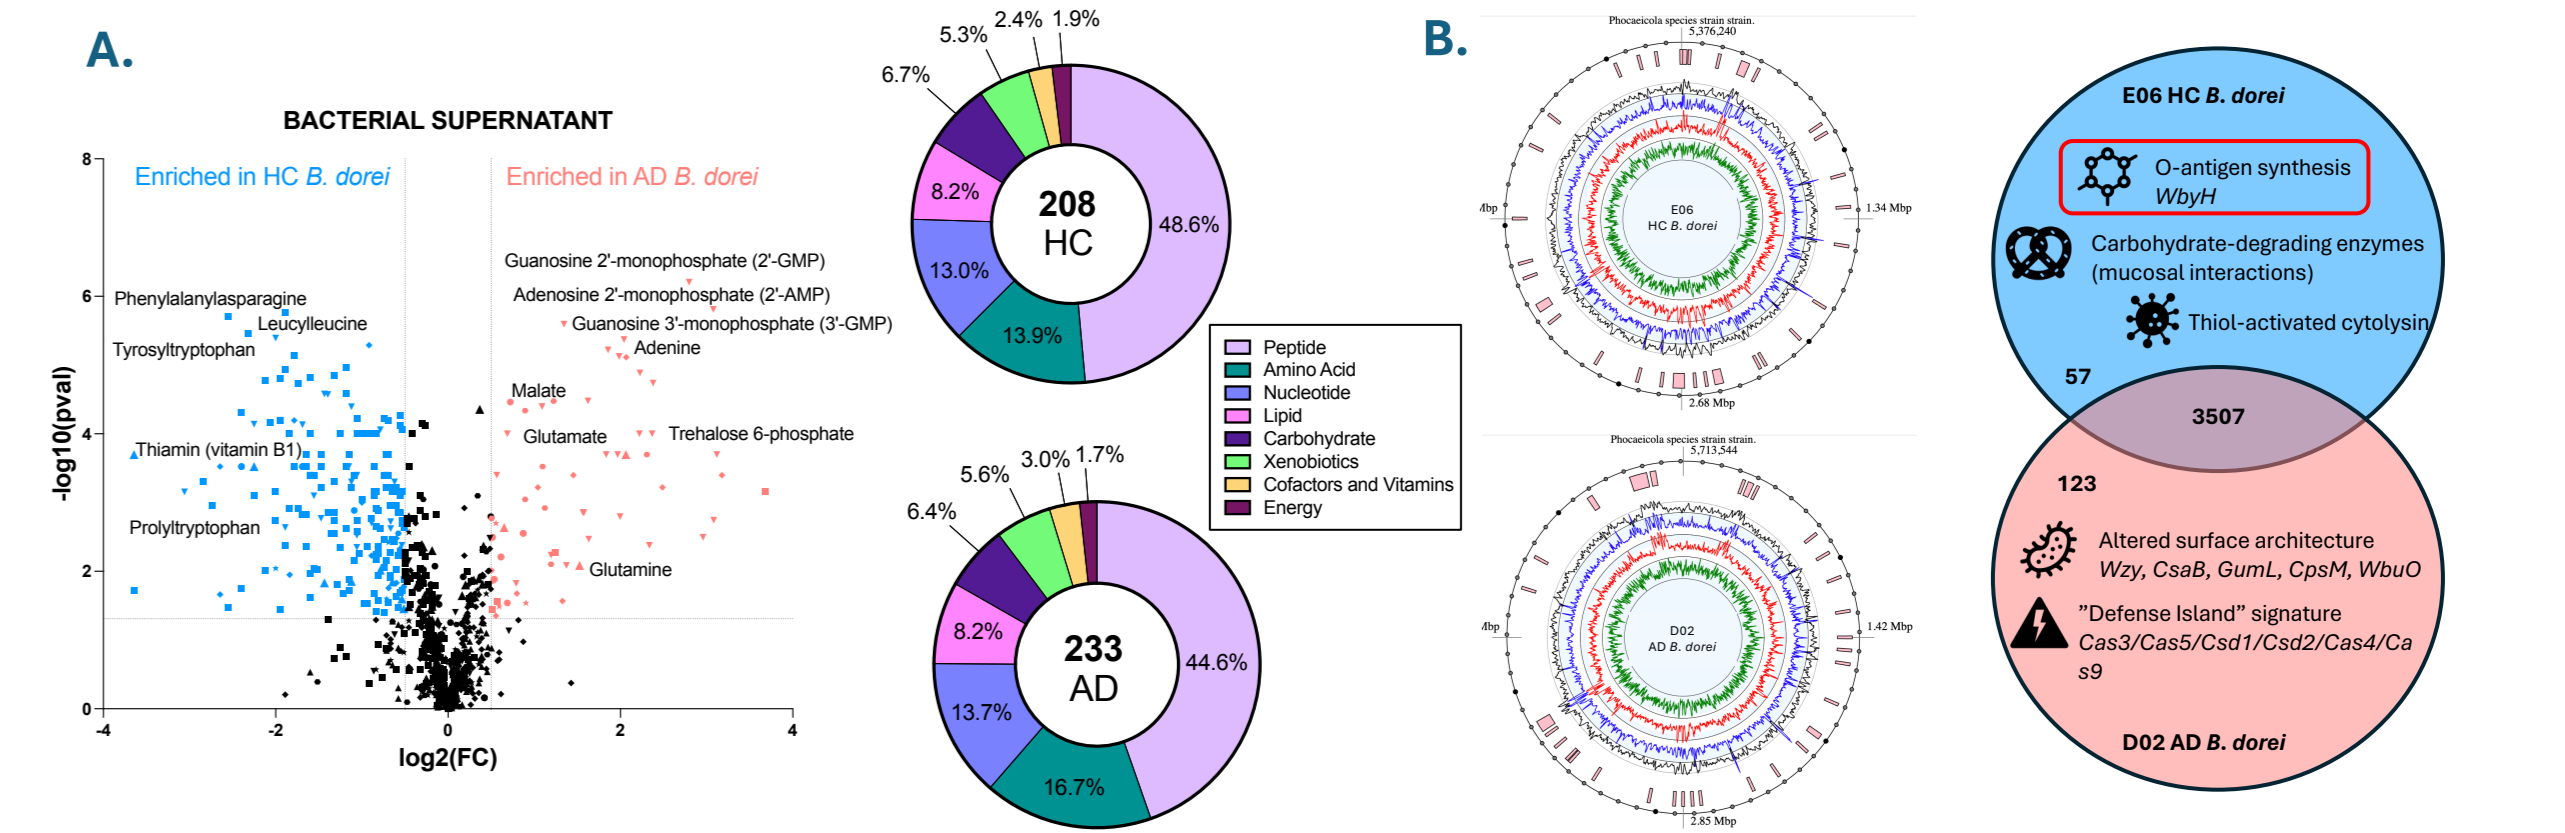 A.
BACTERIAL SUPERNATANT
Enriched in HC B. dorei
Enriched in AD B. dorei
-log10(pval)
8
6
4
2
0
-4
-2
0
2
4
log2(FC)
Guanosine 2'-monophosphate (2'-GMP)
Adenosine 2'-monophosphate (2'-AMP)
Guanosine 3'-monophosphate (3'-GMP)
Adenine
Malate
Glutamate
Trehalose 6-phosphate
Glutamine
Phenylalanylasparagine
Leucylleucine
Tyrosyltryptophan
Thiamin (vitamin B1)
Prolyltryptophan
208
HC
48.6%
13.9%
13.0%
8.2%
6.7%
5.3%
2.4%
1.9%
233
AD
44.6%
16.7%
13.7%
8.2%
6.4%
5.6%
3.0%
1.7%
Peptide
Amino Acid
Nucleotide
Lipid
Carbohydrate
Xenobiotics
Cofactors and Vitamins
Energy
B.
Phocaeicola species strain strain.
5,376,240
1.34 Mbp
2.68 Mbp
Mbp
E06
HC B. dorei
Phocaeicola species strain strain.
5,713,544
1.42 Mbp
2.85 Mbp
Mbp
D02
AD B. dorei
E06 HC B. dorei
O-antigen synthesis
WbyH
Carbohydrate-degrading enzymes
(mucosal interactions)
Thiol-activated cytolysin
57
3507
123
Altered surface architecture
Wzy, CsaB, GumL, CpsM, WbuO
”Defense Island” signature
Cas3/Cas5/Csd1/Csd2/Cas4/Ca
s9
D02 AD B. dorei